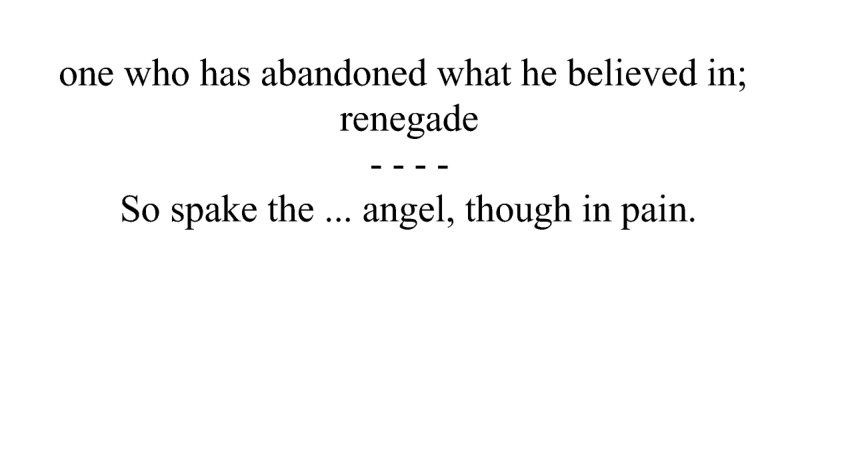 one who has abandoned what he believed in;
renegade
- - - -
So spake the ... angel, though in pain.